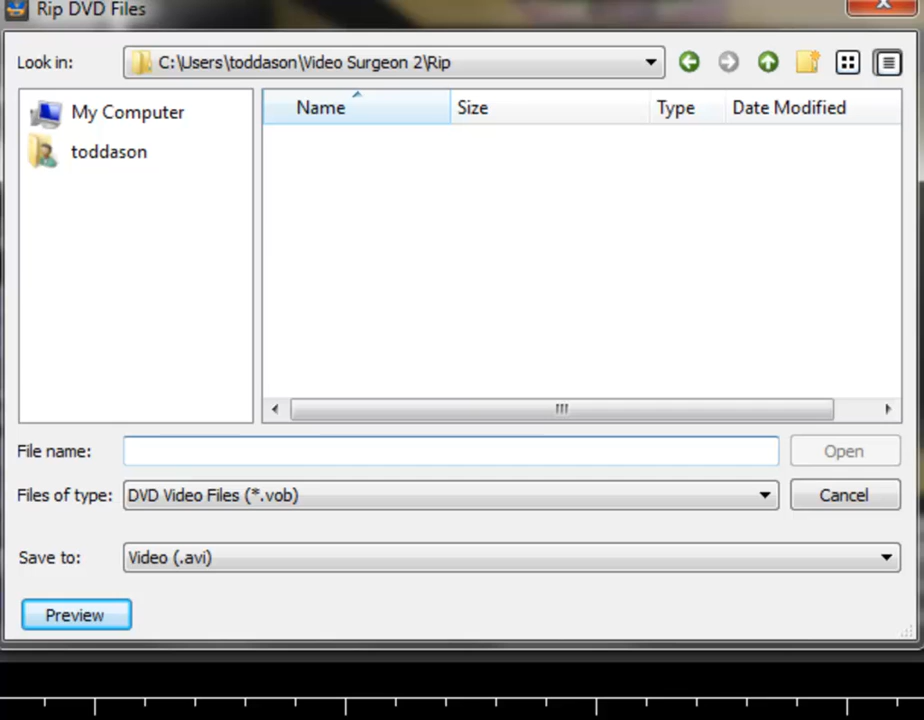 Rip DVD Files
Look in: C:\Users\toddason\Video Surgeon 2\Rip
My Computer
toddason
Name Size Type Date Modified
File name: Open
Files of type: DVD Video Files (*.vob) Cancel
Save to: Video (.avi)
Preview